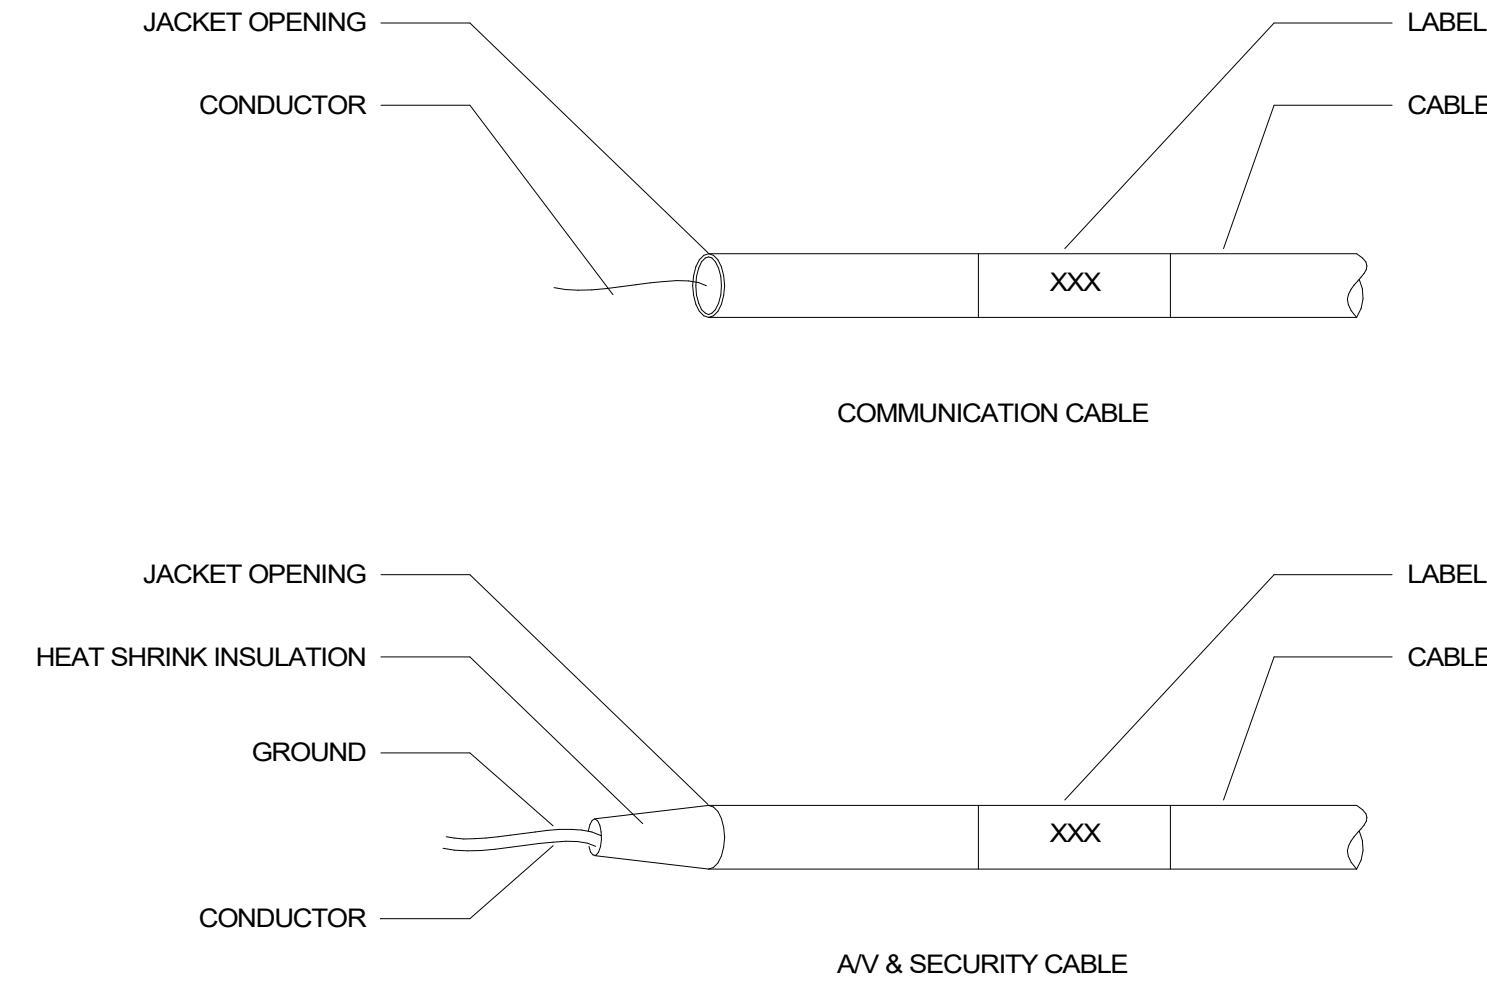 JACKET OPENING
LABEL
CONDUCTOR
CABLE
XXX
COMMUNICATION CABLE
JACKET OPENING
LABEL
HEAT SHRINK INSULATION
CABLE
GROUND
XXX
CONDUCTOR
A/V & SECURITY CABLE